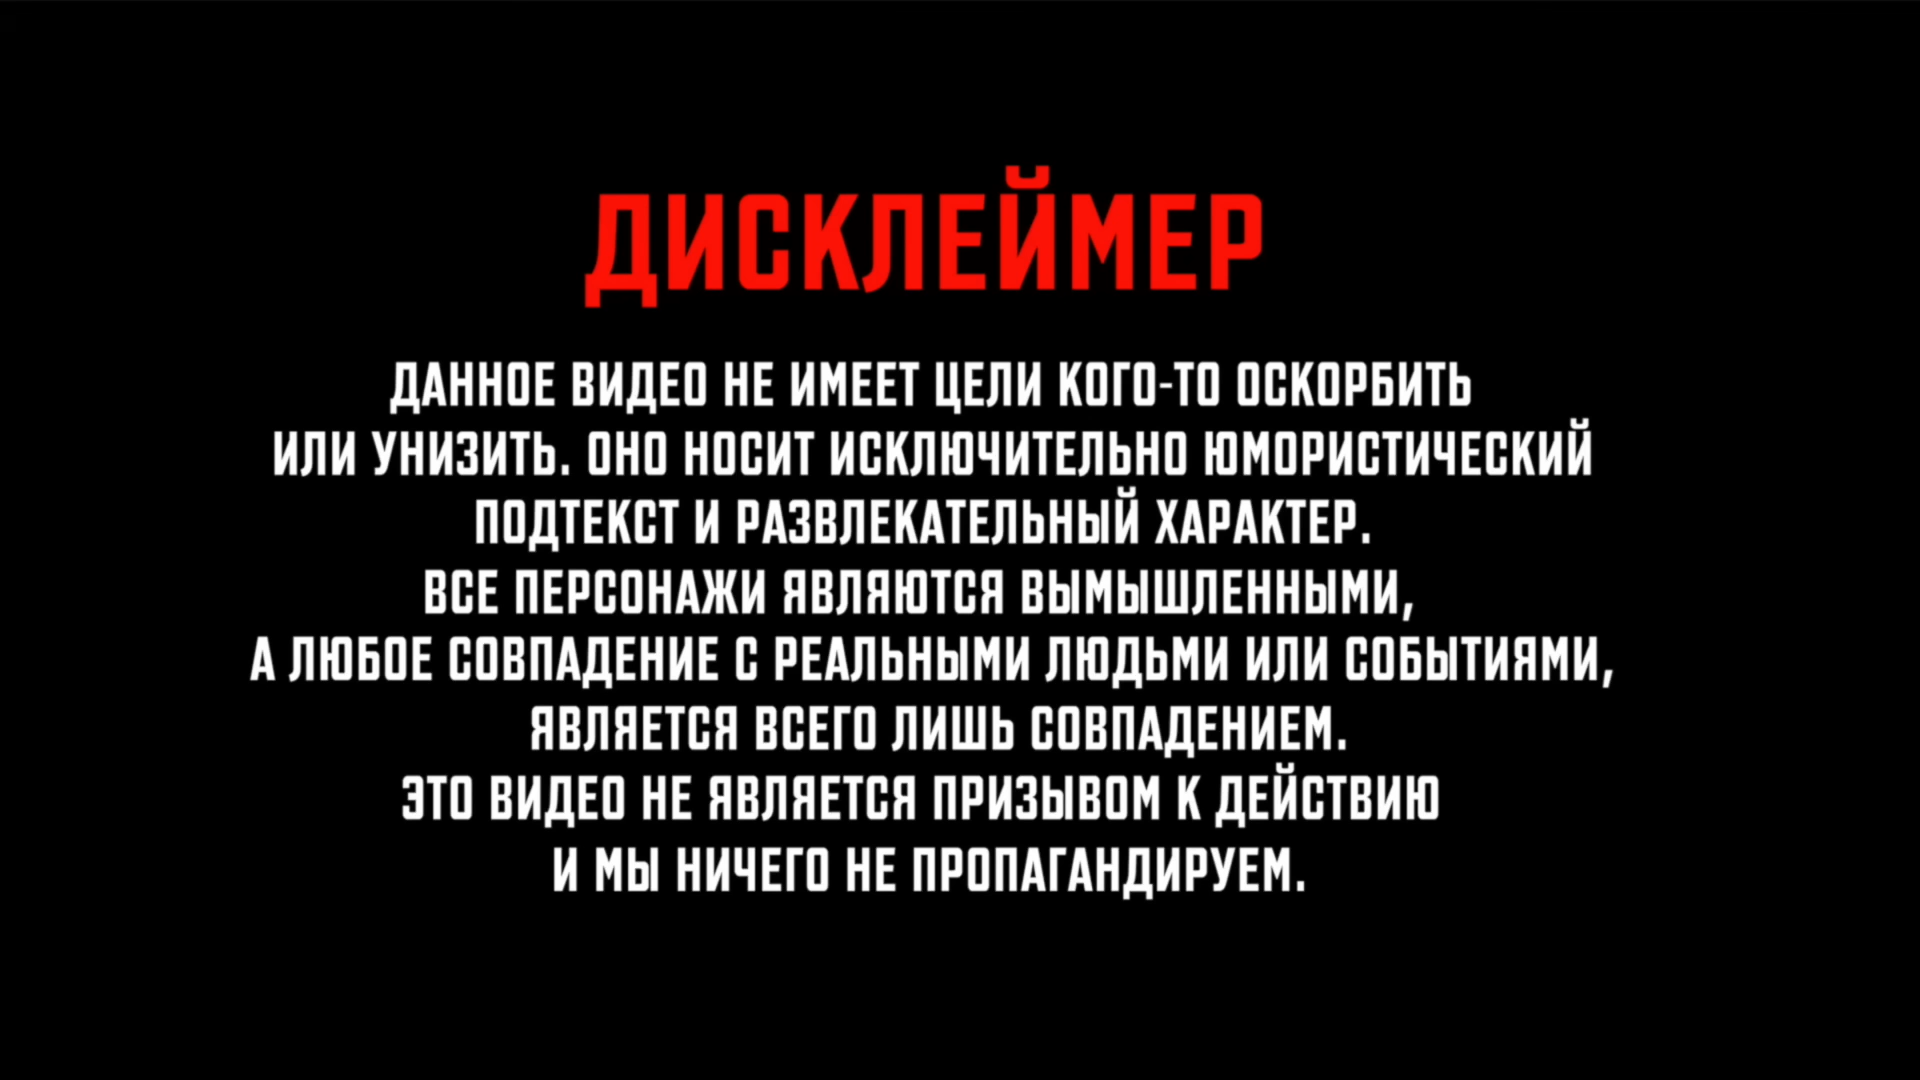 ДИСКЛЕЙМЕР
ДАННОЕ ВИДЕО НЕ ИМЕЕТ ЦЕЛИ КОГО-ТО ОСКОРБИТЬ
ИЛИ УНИЗИТЬ. ОНО НОСИТ ИСКЛЮЧИТЕЛЬНО ЮМОРИСТИЧЕСКИЙ
ПОДТЕКСТ И РАЗВЛЕКАТЕЛЬНЫЙ ХАРАКТЕР.
ВСЕ ПЕРСОНАЖИ ЯВЛЯЮТСЯ ВЫМЫШЛЕННЫМИ,
А ЛЮБОЕ СОВПАДЕНИЕ С РЕАЛЬНЫМИ ЛЮДЬМИ ИЛИ СОБЫТИЯМИ,
ЯВЛЯЕТСЯ ВСЕГО ЛИШЬ СОВПАДЕНИЕМ.
ЭТО ВИДЕО НЕ ЯВЛЯЕТСЯ ПРИЗЫВОМ К ДЕЙСТВИЮ
И МЫ НИЧЕГО НЕ ПРОПАГАНДИРУЕМ.